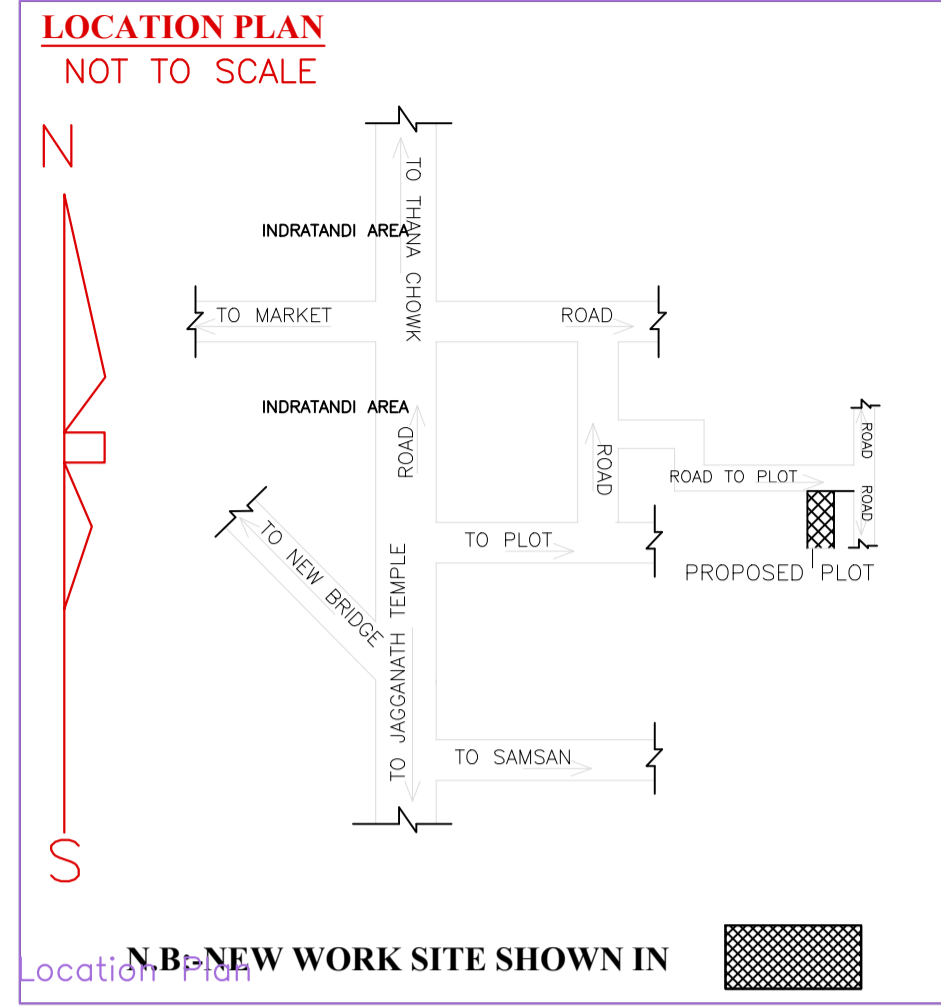 LOCATION PLAN
NOT TO SCALE
N
TO THANA CHOWK
INDRATANDI AREA
TO MARKET
ROAD
INDRATANDI AREA
ROAD
ROAD
ROAD
ROAD TO PLOT
ROAD
TO NEW BRIDGE
TO PLOT
PROPOSED PLOT
TO JAGGANATH TEMPLE
TO SAMSAN
S
N.B:-NEW WORK SITE SHOWN IN
Location Plan